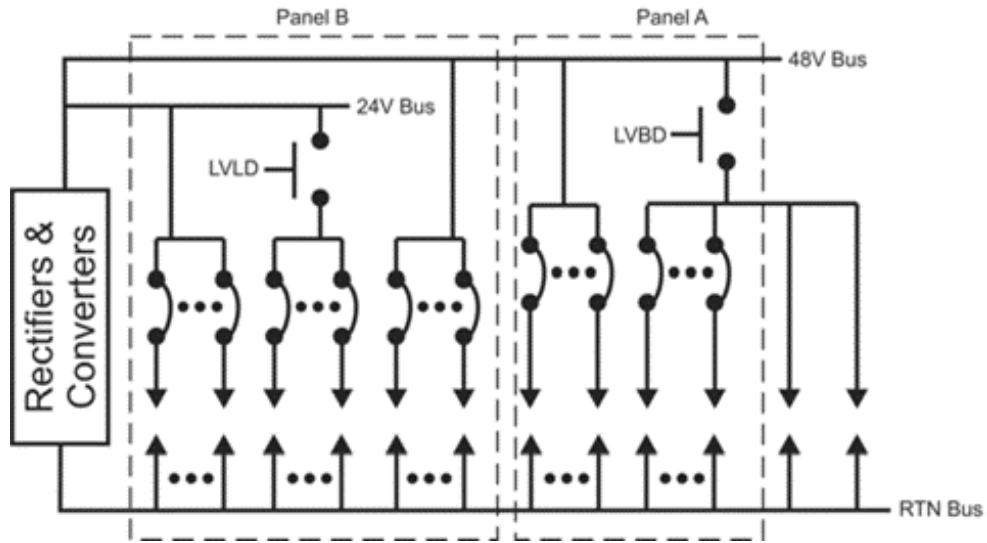 Panel B
Panel A
48V Bus
24V Bus
LVLD
LVBD
Rectifiers &
Converters
RTN Bus